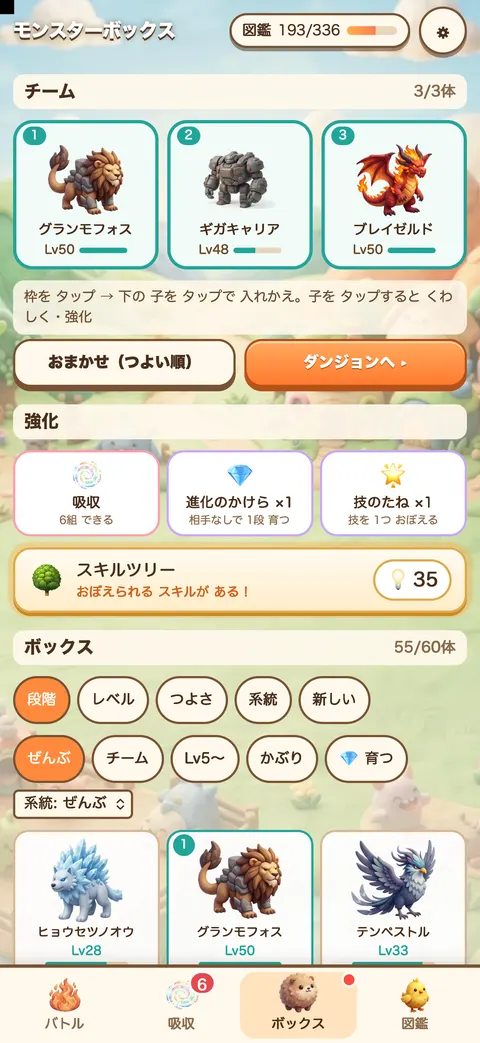 モンスターボックス
図鑑 193/336
チーム
3/3体
1
2
3
グランモフォス
ギガキャリア
ブレイゼルド
Lv50
Lv48
Lv50
枠を タップ → 下の 子を タップで 入れかえ。子を タップすると くわ
しく・強化
おまかせ（つよい順）
ダンジョンへ ▸
強化
吸収
6組 できる
進化のかけら ×1
相手なしで 1段 育つ
技のたね ×1
技を 1つ おぼえる
スキルツリー
おぼえられる スキルが ある！
35
ボックス
55/60体
段階
レベル
つよさ
系統
新しい
ぜんぶ
チーム
Lv5〜
かぶり
育つ
系統: ぜんぶ
1
ヒョウセツノオウ
グランモフォス
テンペストル
Lv28
Lv50
Lv33
6
バトル
吸収
ボックス
図鑑